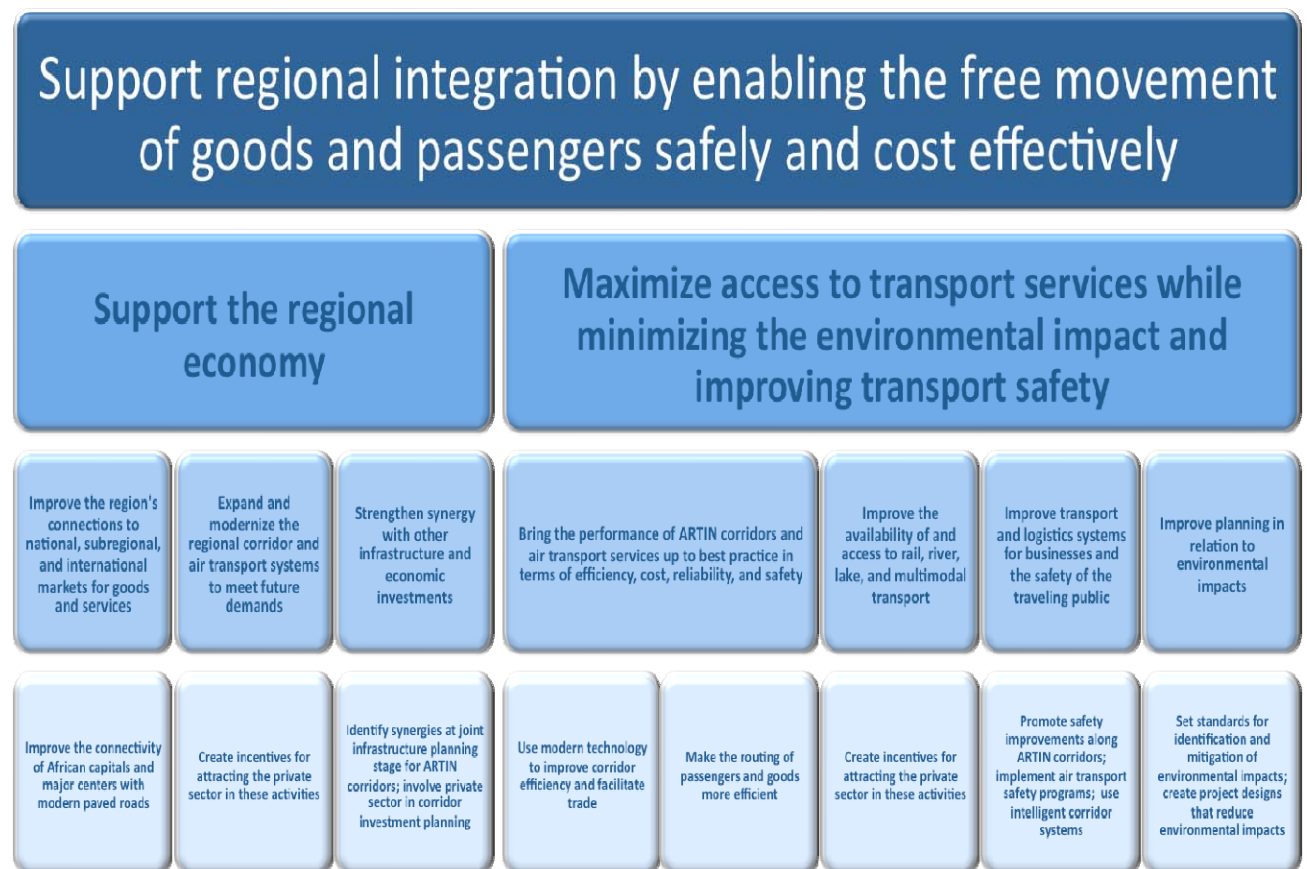 Support regional integration by enabling the free movement
of goods and passengers safely and cost effectively
Support the regional
economy
Maximize access to transport services while
minimizing the environmental impact and
improving transport safety
Improve the region's
connections to
national, subregional,
and international
markets for goods
and services
Expand and
modernize the
regional corridor and
air transport systems
to meet future
demands
Strengthen synergy
with other
infrastructure and
economic
investments
Bring the performance of ARTIN corridors and
air transport services up to best practice in
terms of efficiency, cost, reliability, and safety
Improve the
availability of and
access to rail, river,
lake, and multimodal
transport
Improve transport
and logistics systems
for businesses and
the safety of the
traveling public
Improve planning in
relation to
environmental
impacts
Improve the connectivity
of African capitals and
major centers with
modern paved roads
Create incentives for
attracting the private
sector in these activities
Identify synergies at joint
infrastructure planning
stage for ARTIN
corridors; involve private
sector in corridor
investment planning
Use modern technology
to improve corridor
efficiency and facilitate
trade
Make the routing of
passengers and goods
more efficient
Create incentives for
attracting the private
sector in these activities
Promote safety
improvements along
ARTIN corridors;
implement air transport
safety programs; use
intelligent corridor
systems
Set standards for
identification and
mitigation of
environmental impacts;
create project designs
that reduce
environmental impacts